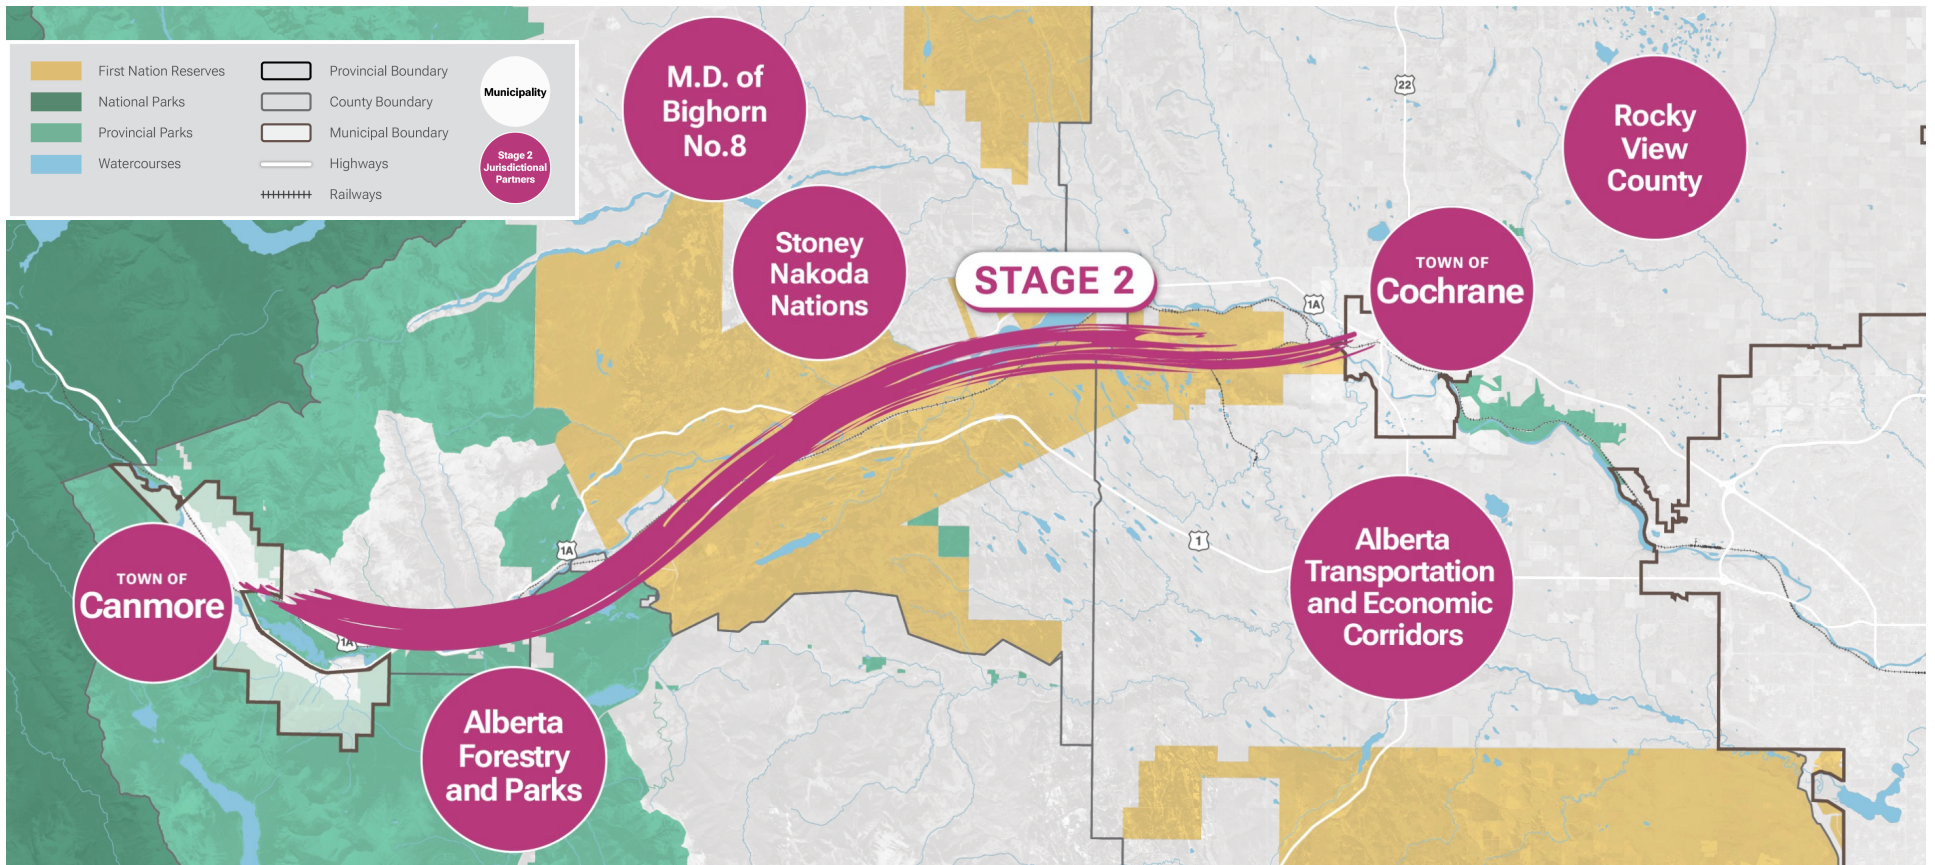 First Nation Reserves
National Parks
Provincial Parks
Watercourses
Provincial Boundary
County Boundary
Municipal Boundary
Highways
Railways
Municipality
Stage 2
Jurisdictional
Partners
M.D. of
Bighorn
No.8
Stoney
Nakoda
Nations
STAGE 2
22
Rocky
View
County
1A
TOWN OF
Cochrane
1A
1
TOWN OF
Canmore
1A
Alberta
Transportation
and Economic
Corridors
Alberta
Forestry
and Parks